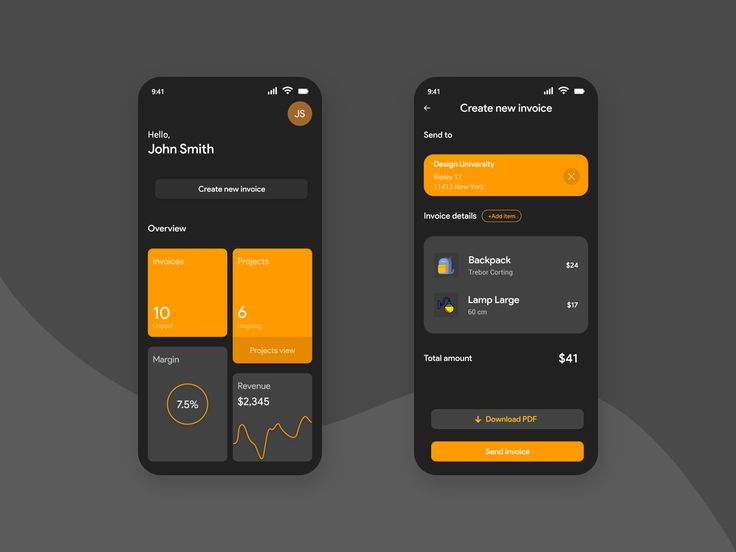 9:41
JS
Hello,
John Smith
Create new invoice
Overview
Invoices
10
Unpaid
Projects
6
Ongoing
Projects view
Margin
7.5%
Revenue
$2,345
9:41
Create new invoice
Send to
Design University
Ripley 17
11413 New York
Invoice details
+Add item
Backpack
Trebor Corting
$24
Lamp Large
60 cm
$17
Total amount
$41
Download PDF
Send invoice